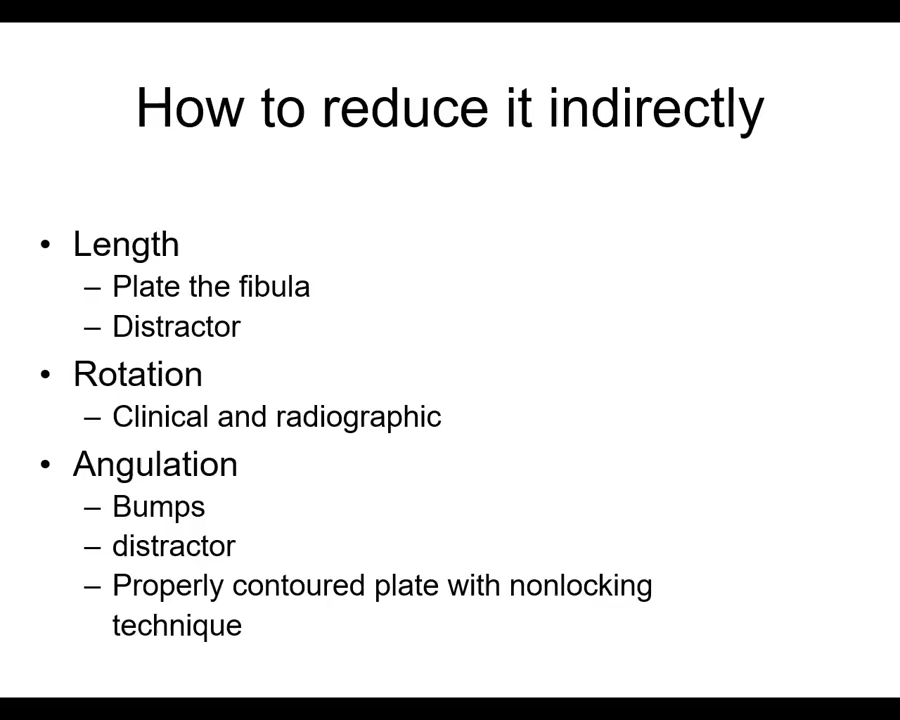 How to reduce it indirectly
• Length
– Plate the fibula
– Distractor
• Rotation
– Clinical and radiographic
• Angulation
– Bumps
– distractor
– Properly contoured plate with nonlocking
technique